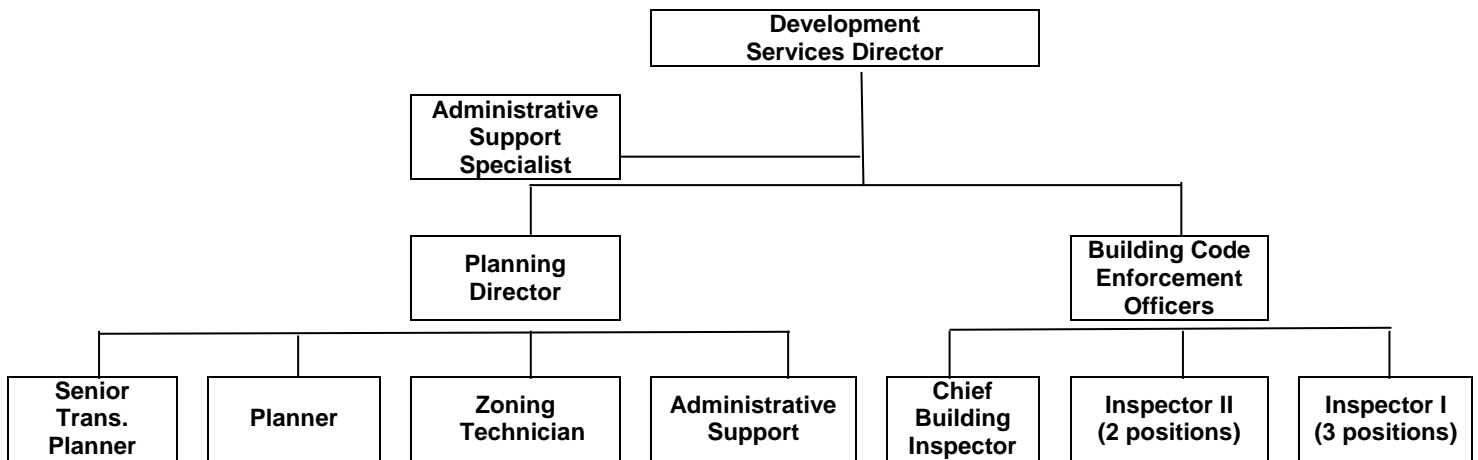 Development
Services Director
Administrative
Support
Specialist
Planning
Director
Building Code
Enforcement
Officers
Senior
Trans.
Planner
Planner
Zoning
Technician
Administrative
Support
Chief
Building
Inspector
Inspector II
(2 positions)
Inspector I
(3 positions)